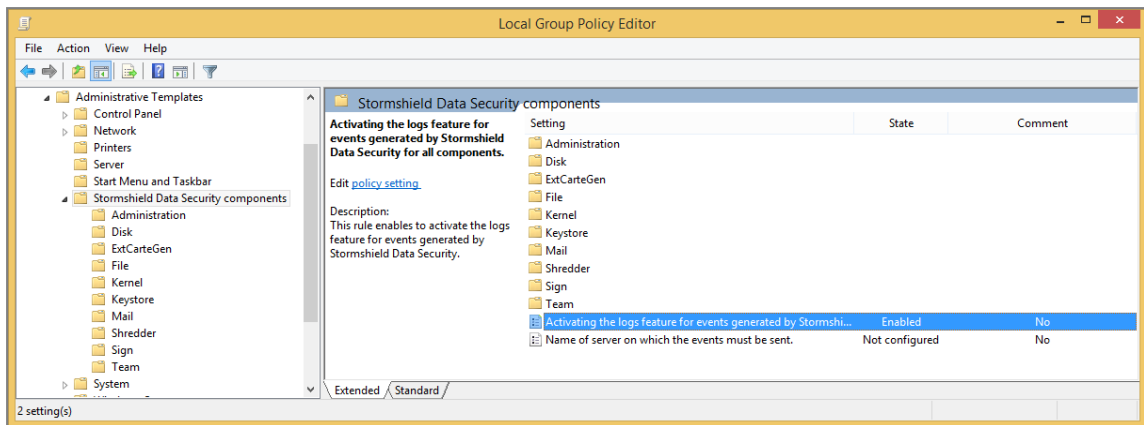 Local Group Policy Editor
File Action View Help
Administrative Templates
Control Panel
Network
Printers
Server
Start Menu and Taskbar
Stormshield Data Security components
Administration
Disk
ExtCarteGen
File
Kernel
Keystore
Mail
Shredder
Sign
Team
System
Stormshield Data Security components
Activating the logs feature for
events generated by Stormshield
Data Security for all components.
Edit policy setting
Description:
This rule enables to activate the logs
feature for events generated by
Stormshield Data Security.
Setting State Comment
Administration
Disk
ExtCarteGen
File
Kernel
Keystore
Mail
Shredder
Sign
Team
Activating the logs feature for events generated by Stormshi... Enabled No
Name of server on which the events must be sent. Not configured No
Extended Standard
2 setting(s)